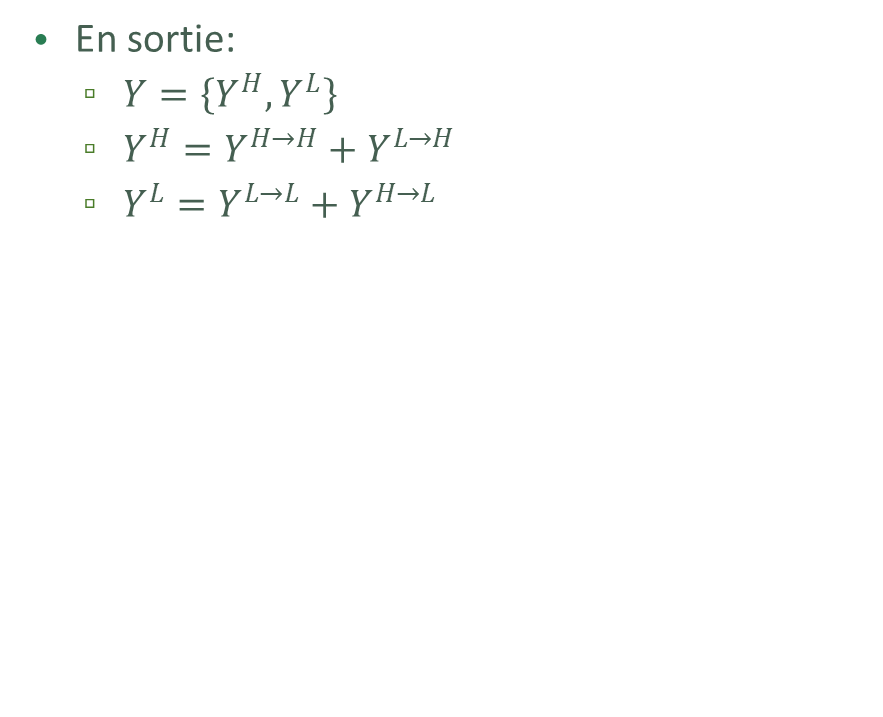 • En sortie:
▫ 𝑌 = {𝑌^𝐻, 𝑌^𝐿}
▫ 𝑌^𝐻 = 𝑌^{𝐻→𝐻} + 𝑌^{𝐿→𝐻}
▫ 𝑌^𝐿 = 𝑌^{𝐿→𝐿} + 𝑌^{𝐻→𝐿}